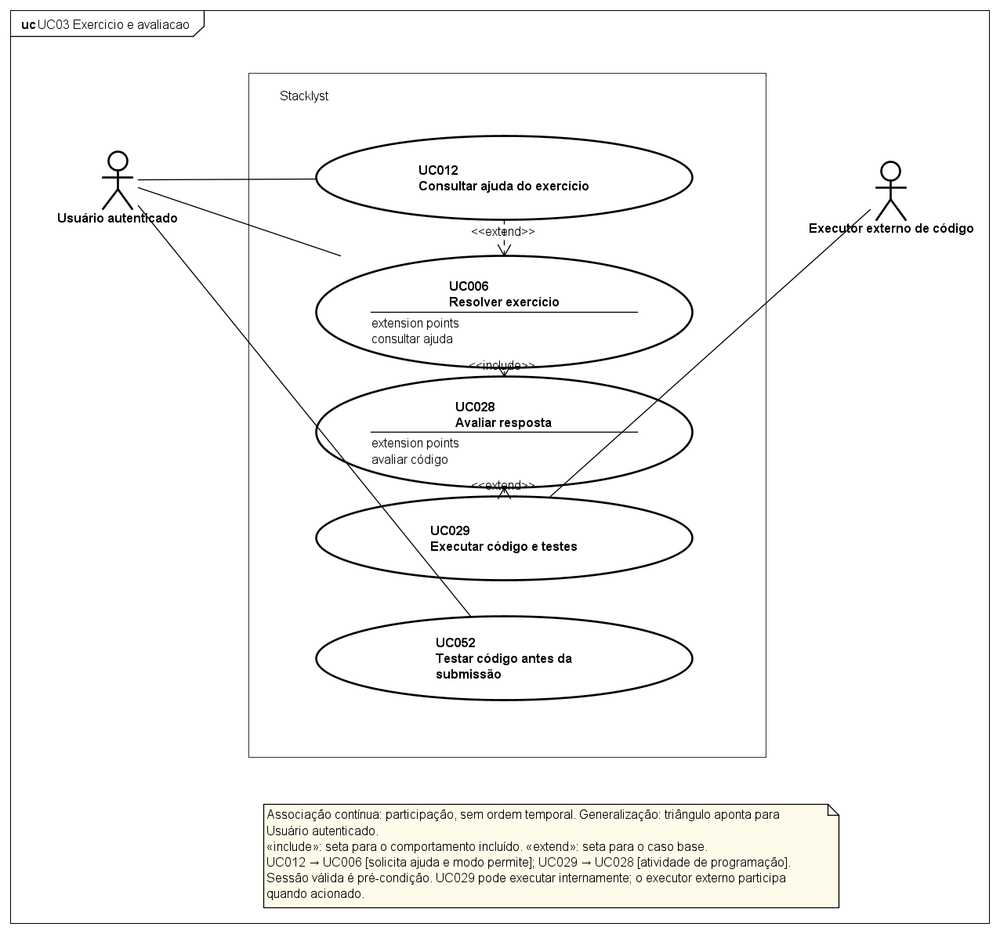 uc UC03 Exercicio e avaliacao
Stacklyst
Usuário autenticado
Executor externo de código
UC012
Consultar ajuda do exercício
<<extend>>
UC006
Resolver exercício
extension points
consultar ajuda
<<include>>
UC028
Avaliar resposta
extension points
avaliar código
<<extend>>
UC029
Executar código e testes
UC052
Testar código antes da
submissão
Associação contínua: participação, sem ordem temporal. Generalização: triângulo aponta para
Usuário autenticado.
«include»: seta para o comportamento incluído. «extend»: seta para o caso base.
UC012 → UC006 [solicita ajuda e modo permite]; UC029 → UC028 [atividade de programação].
Sessão válida é pré-condição. UC029 pode executar internamente; o executor externo participa
quando acionado.